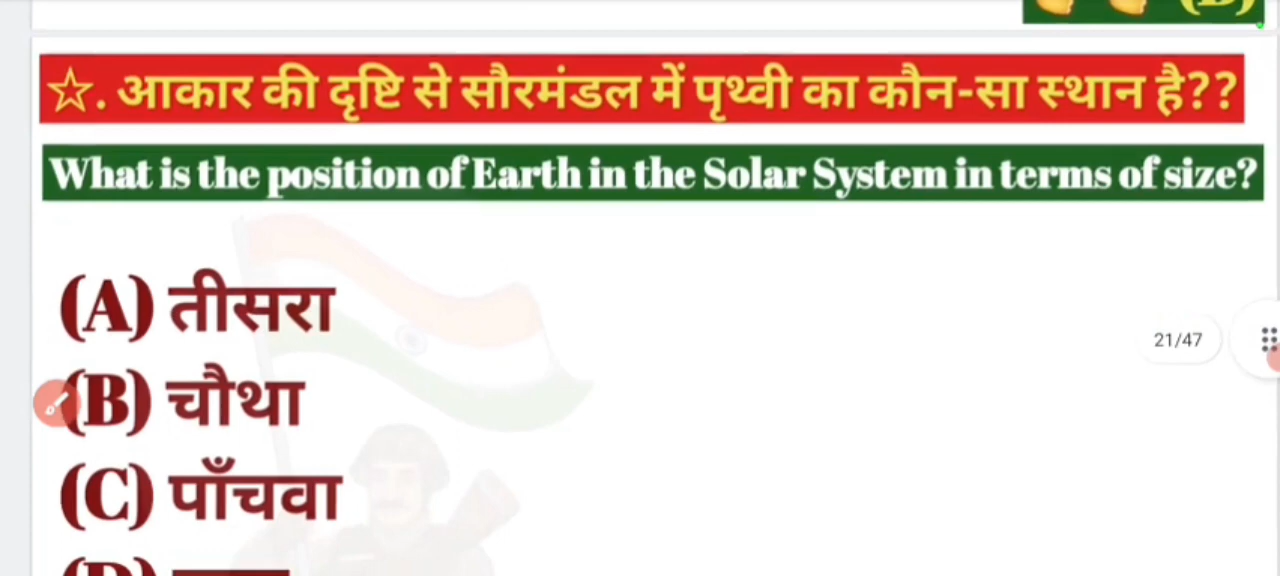 (B)
☆. आकार की दृष्टि से सौरमंडल में पृथ्वी का कौन-सा स्थान है??
What is the position of Earth in the Solar System in terms of size?
(A) तीसरा
(B) चौथा
21/47
(C) पाँचवा
(D)